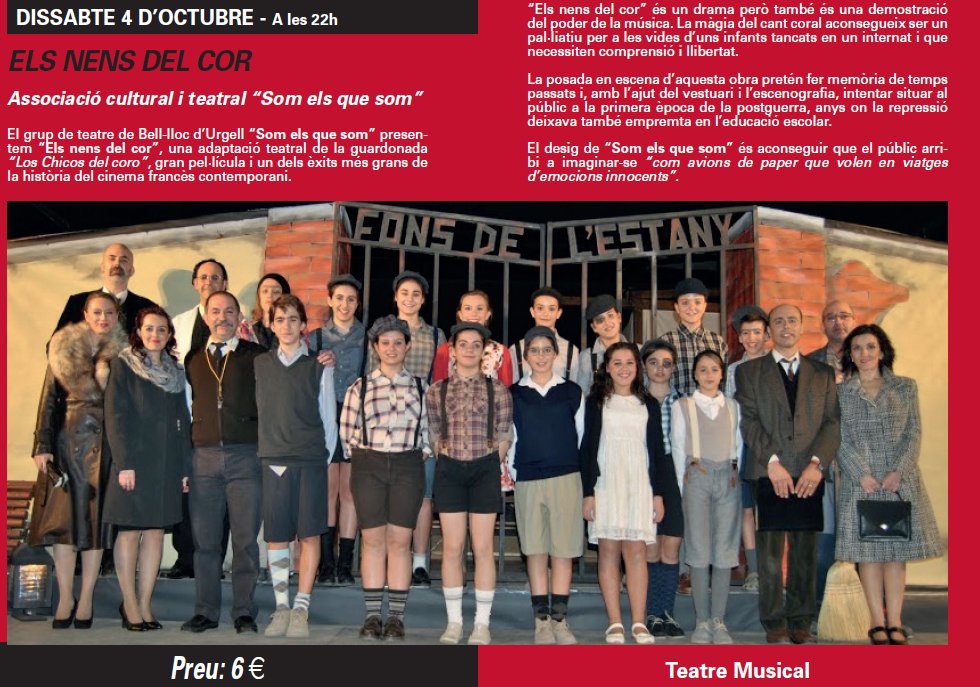 DISSABTE 4 D’OCTUBRE - A les 22h
ELS NENS DEL COR
Associació cultural i teatral “Som els que som”
El grup de teatre de Bell-lloc d’Urgell “Som els que som” presen-
tem “Els nens del cor”, una adaptació teatral de la guardonada
“Los Chicos del coro”, gran pel·lícula i un dels èxits més grans de
la història del cinema francès contemporani.
“Els nens del cor” és un drama però també és una demostració
del poder de la música. La màgia del cant coral aconsegueix ser un
pal·liatiu per a les vides d’uns infants tancats en un internat i que
necessiten comprensió i llibertat.
La posada en escena d’aquesta obra pretén fer memòria de temps
passats i, amb l’ajut del vestuari i l’escenografia, intentar situar al
públic a la primera època de la postguerra, anys on la repressió
deixava també empremta en l’educació escolar.
El desig de “Som els que som” és aconseguir que el públic arri-
bi a imaginar-se “com avions de paper que volen en viatges
d’emocions innocents”.
FONS DE L'ESTANY
Preu: 6 €
Teatre Musical